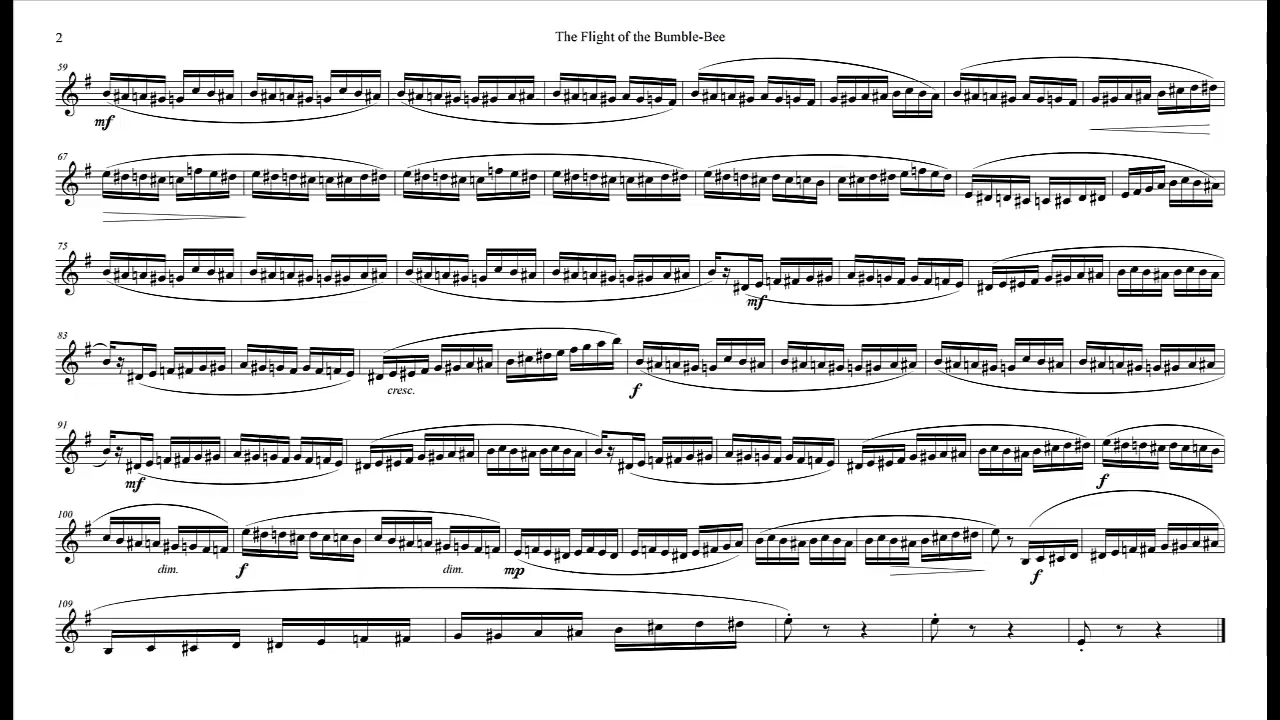 2
The Flight of the Bumble-Bee
59
mf
67
75
mf
83
cresc.
f
91
mf
f
100
dim.
f
dim.
mp
f
109